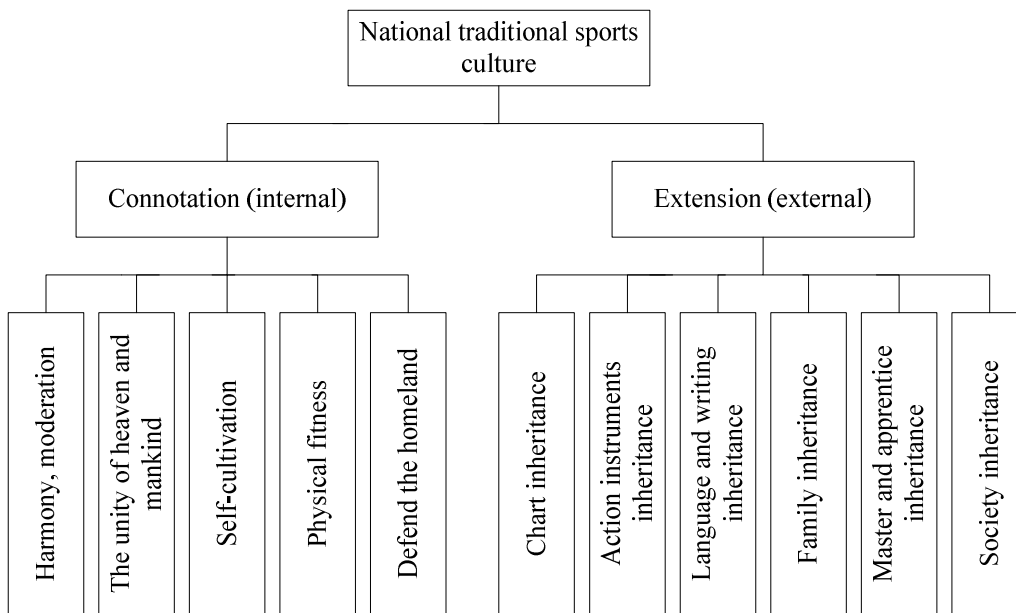 National traditional sports
culture
Connotation (internal)
Extension (external)
Harmony, moderation
The unity of heaven and
mankind
Self-cultivation
Physical fitness
Defend the homeland
Chart inheritance
Action instruments
inheritance
Language and writing
inheritance
Family inheritance
Master and apprentice
inheritance
Society inheritance